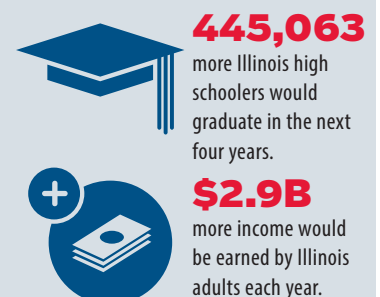 445,063
more Illinois high
schoolers would
graduate in the next
four years.
$2.9B
more income would
be earned by Illinois
adults each year.